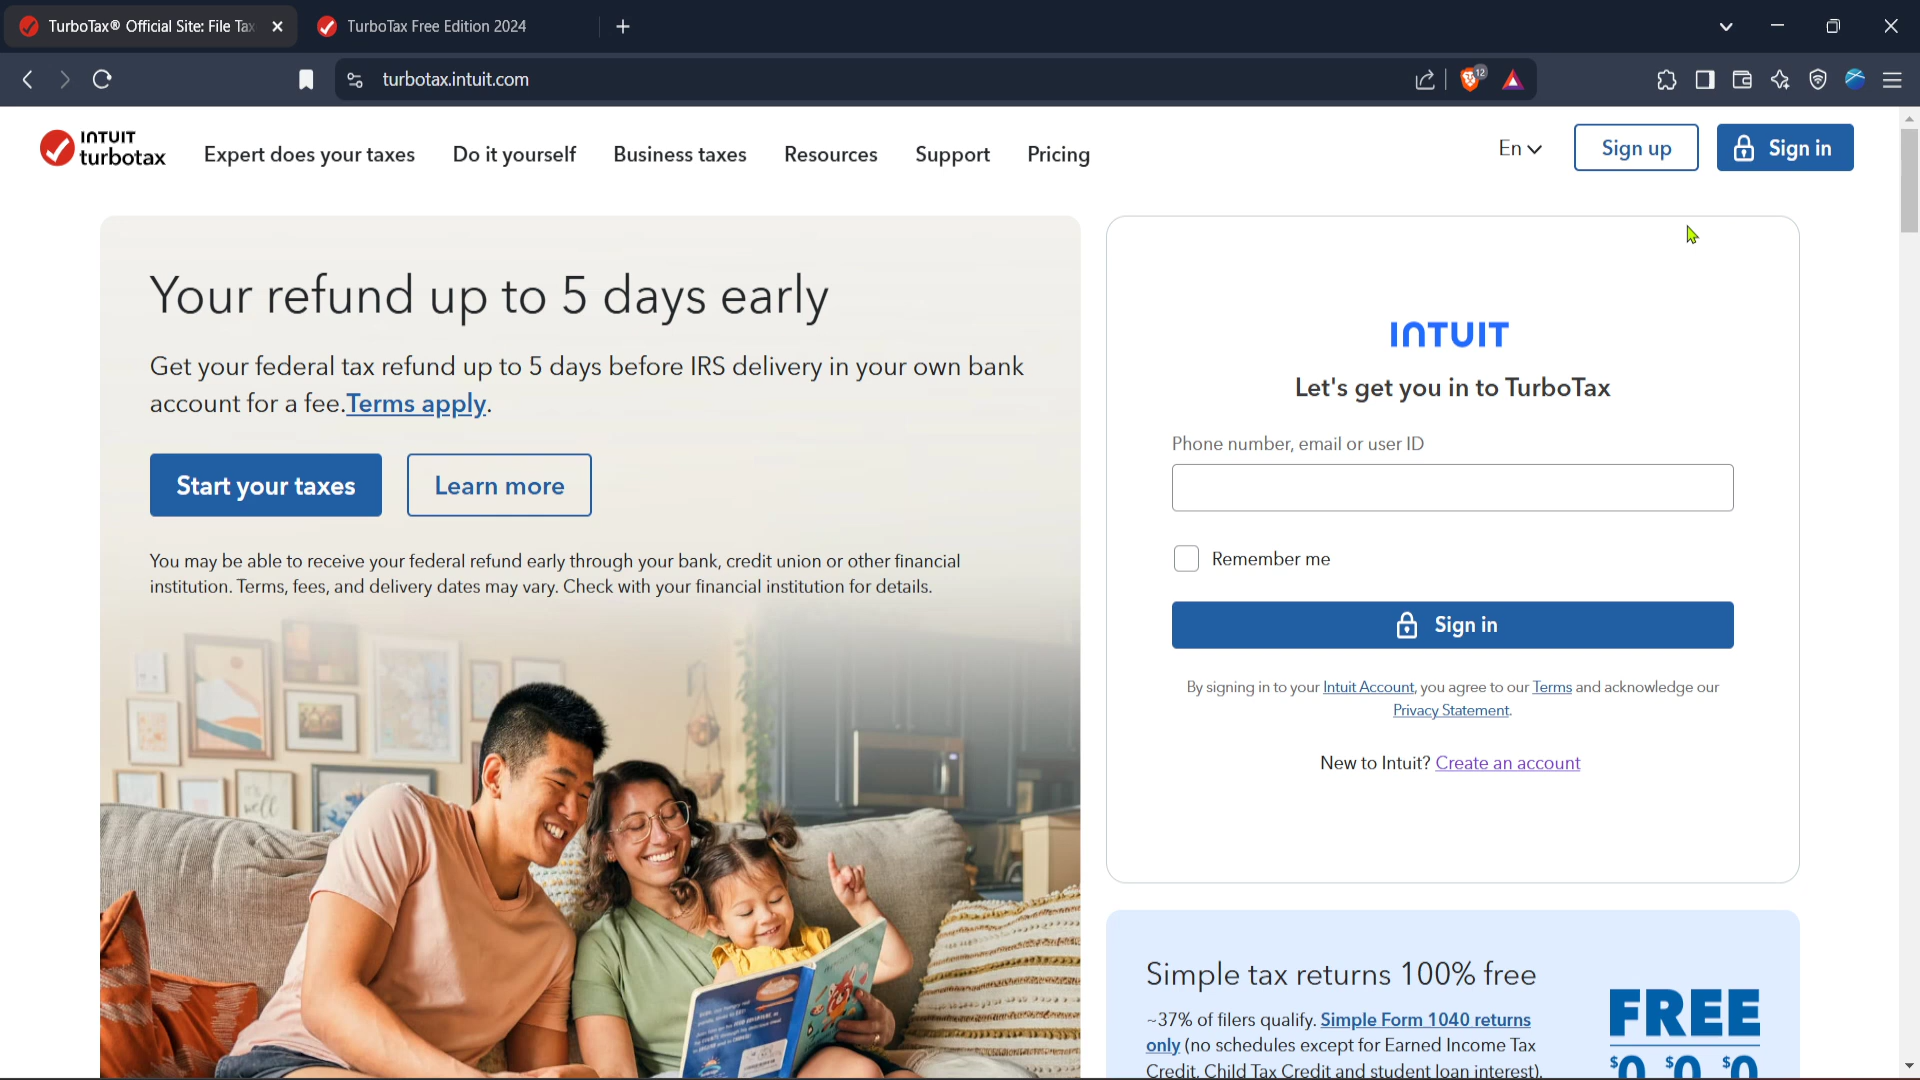 TurboTax® Official Site: File Tax
TurboTax Free Edition 2024
turbotax.intuit.com
12
INTUIT
turbotax
Expert does your taxes
Do it yourself
Business taxes
Resources
Support
Pricing
En
Sign up
Sign in
Your refund up to 5 days early
Get your federal tax refund up to 5 days before IRS delivery in your own bank
account for a fee.Terms apply.
Start your taxes
Learn more
You may be able to receive your federal refund early through your bank, credit union or other financial
institution. Terms, fees, and delivery dates may vary. Check with your financial institution for details.
INTUIT
Let's get you in to TurboTax
Phone number, email or user ID
Remember me
Sign in
By signing in to your Intuit Account, you agree to our Terms and acknowledge our
Privacy Statement.
New to Intuit? Create an account
Simple tax returns 100% free
~37% of filers qualify. Simple Form 1040 returns
only (no schedules except for Earned Income Tax
Credit, Child Tax Credit and student loan interest).
FREE
$0 $0 $0